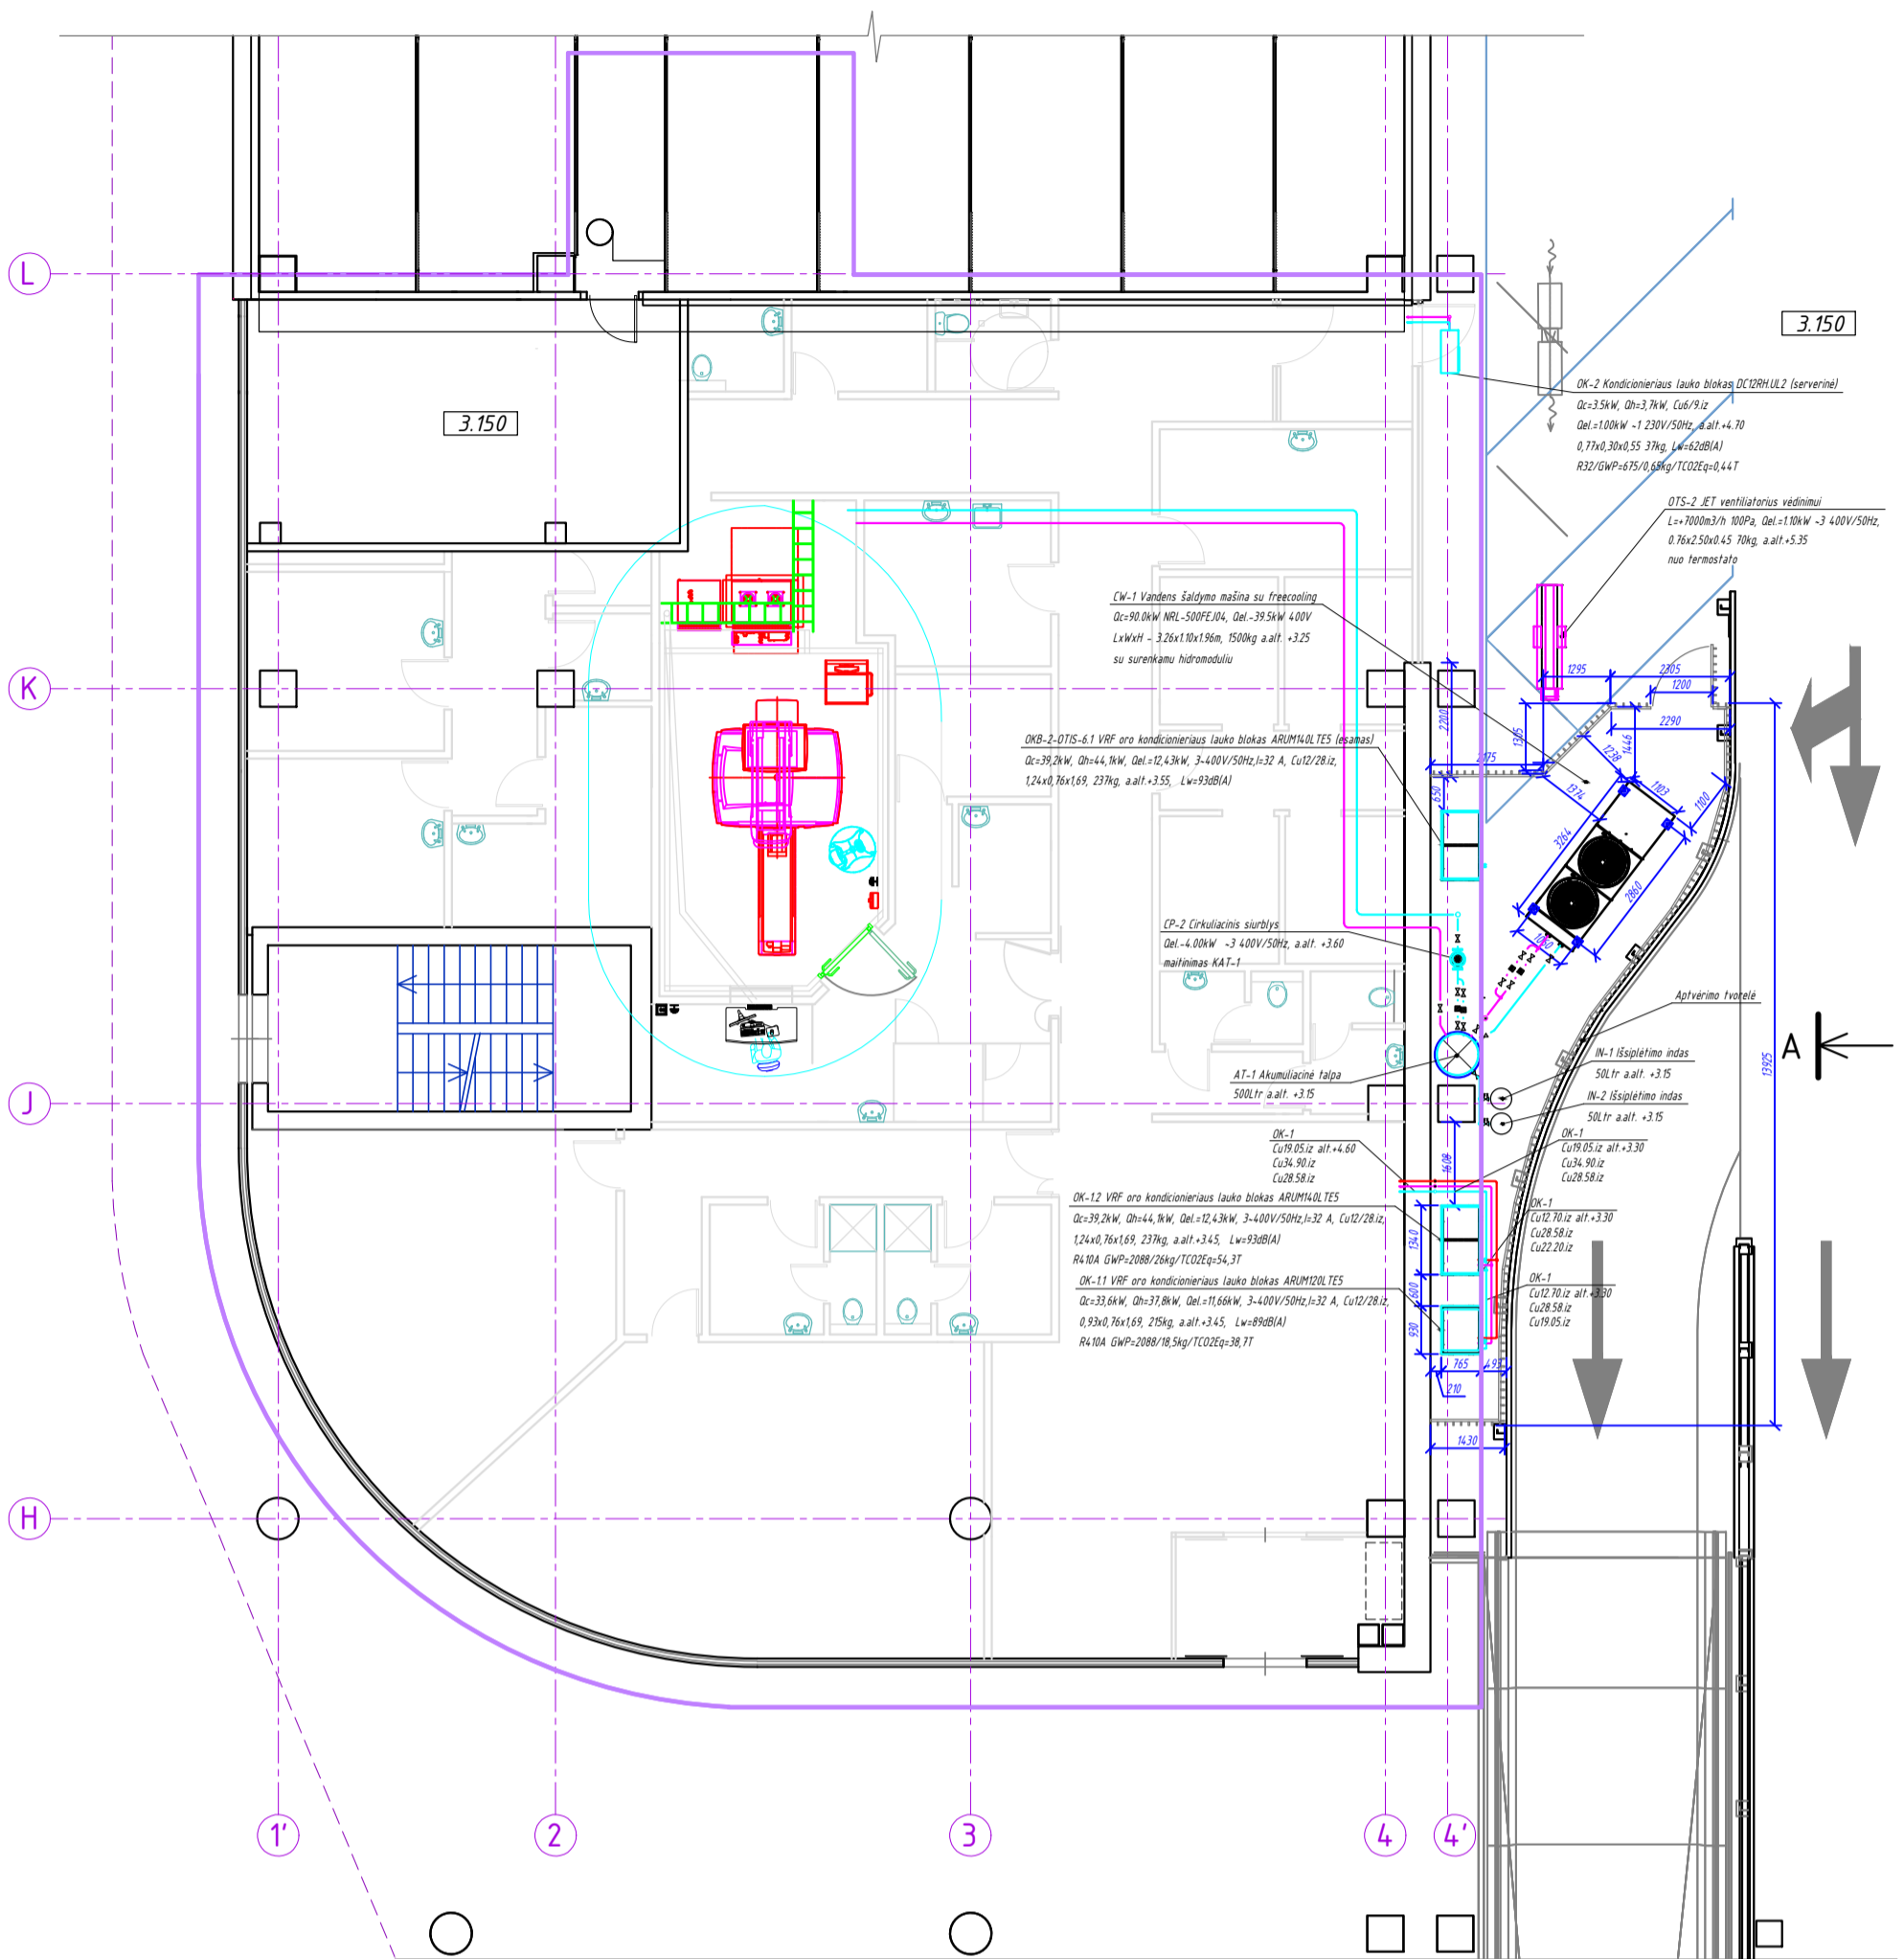 L
3.150
3.150
OK-2 Kondicionieriaus lauko blokas DC12RH.UL2 (serverinė)
Qc=3.5kW, Qh=3,7kW, Cu6/9.iz
Qel.=1.00kW ~1 230V/50Hz, a.alt.+4.70
0,77x0,30x0,55 37kg, Lw=62dB(A)
R32/GWP=675/0,65kg/TCO2Eq=0,44T
OTS-2 JET ventiliatorius vėdinimui
L=+7000m3/h 100Pa, Qel.=1.10kW ~3 400V/50Hz,
0.76x2.50x0.45 70kg, a.alt.+5.35
nuo termostato
CW-1 Vandens šaldymo mašina su freecooling
Qc=90.0kW NRL-500FEJ04, Qel.-39.5kW 400V
LxWxH - 3.26x1.10x1.96m, 1500kg a.alt. +3.25
su surenkamu hidromoduliu
K
1295
2305
1200
2290
2200
1305
1446
1238
2175
1374
1103
1100
650
3264
2860
1060
13925
OKB-2-OTIS-6.1 VRF oro kondicionieriaus lauko blokas ARUM140LTE5 (esamas)
Qc=39,2kW, Qh=44,1kW, Qel.=12,43kW, 3~400V/50Hz,I=32 A, Cu12/28.iz,
1,24x0,76x1,69, 237kg, a.alt.+3.55, Lw=93dB(A)
CP-2 Cirkuliacinis siurblys
Qel.-4.00kW ~3 400V/50Hz, a.alt. +3.60
maitinimas KAT-1
Aptvėrimo tvorelė
A
IN-1 Išsiplėtimo indas
50Ltr a.alt. +3.15
IN-2 Išsiplėtimo indas
50Ltr a.alt. +3.15
AT-1 Akumuliacinė talpa
500Ltr a.alt. +3.15
J
OK-1
Cu19.05.iz alt.+4.60
Cu34.90.iz
Cu28.58.iz
OK-1
Cu19.05.iz alt.+3.30
Cu34.90.iz
Cu28.58.iz
1608
OK-1.2 VRF oro kondicionieriaus lauko blokas ARUM140LTE5
Qc=39,2kW, Qh=44,1kW, Qel.=12,43kW, 3~400V/50Hz,I=32 A, Cu12/28.iz,
1,24x0,76x1,69, 237kg, a.alt.+3.45, Lw=93dB(A)
R410A GWP=2088/26kg/TCO2Eq=54,3T
OK-1
Cu12.70.iz alt.+3.30
Cu28.58.iz
Cu22.20.iz
1340
OK-1.1 VRF oro kondicionieriaus lauko blokas ARUM120LTE5
Qc=33,6kW, Qh=37,8kW, Qel.=11,66kW, 3~400V/50Hz,I=32 A, Cu12/28.iz,
0,93x0,76x1,69, 215kg, a.alt.+3.45, Lw=89dB(A)
R410A GWP=2088/18,5kg/TCO2Eq=38,7T
OK-1
Cu12.70.iz alt.+3.30
Cu28.58.iz
Cu19.05.iz
600
930
765
210
1430
H
1'
2
3
4
4'